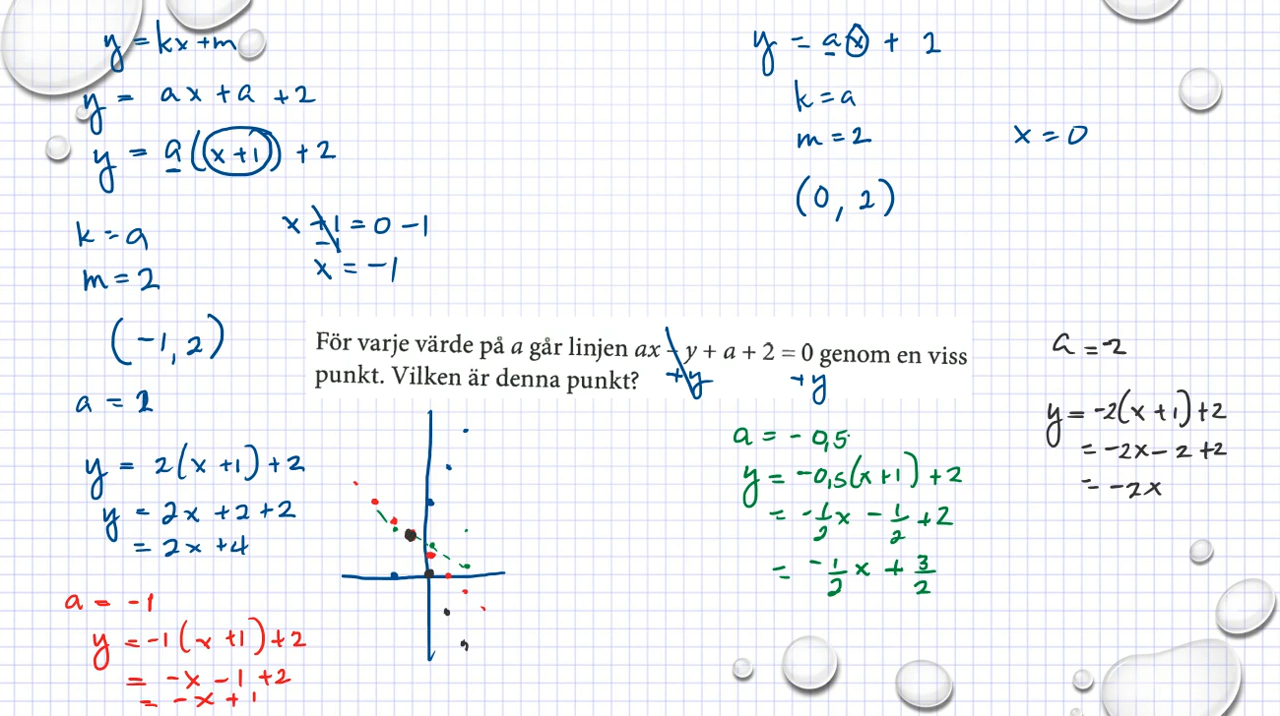 y = kx + m
y = ax + a + 2
y = a(x+1) + 2
k = a
m = 2
x + 1 = 0 - 1
-1
x = -1
(-1, 2)
y = ax + 2
k = a
m = 2
x = 0
(0, 2)
För varje värde på a går linjen ax – y + a + 2 = 0 genom en viss
punkt. Vilken är denna punkt?
+y +y
a = 2
y = 2(x+1) + 2
y = 2x + 2 + 2
= 2x + 4
a = -1
y = -1(x+1) + 2
= -x - 1 + 2
= -x + 1
a = -0,5
y = -0,5(x+1) + 2
= -1/2x - 1/2 + 2
= -1/2x + 3/2
a = 2
y = -2(x+1) + 2
= -2x - 2 + 2
= -2x